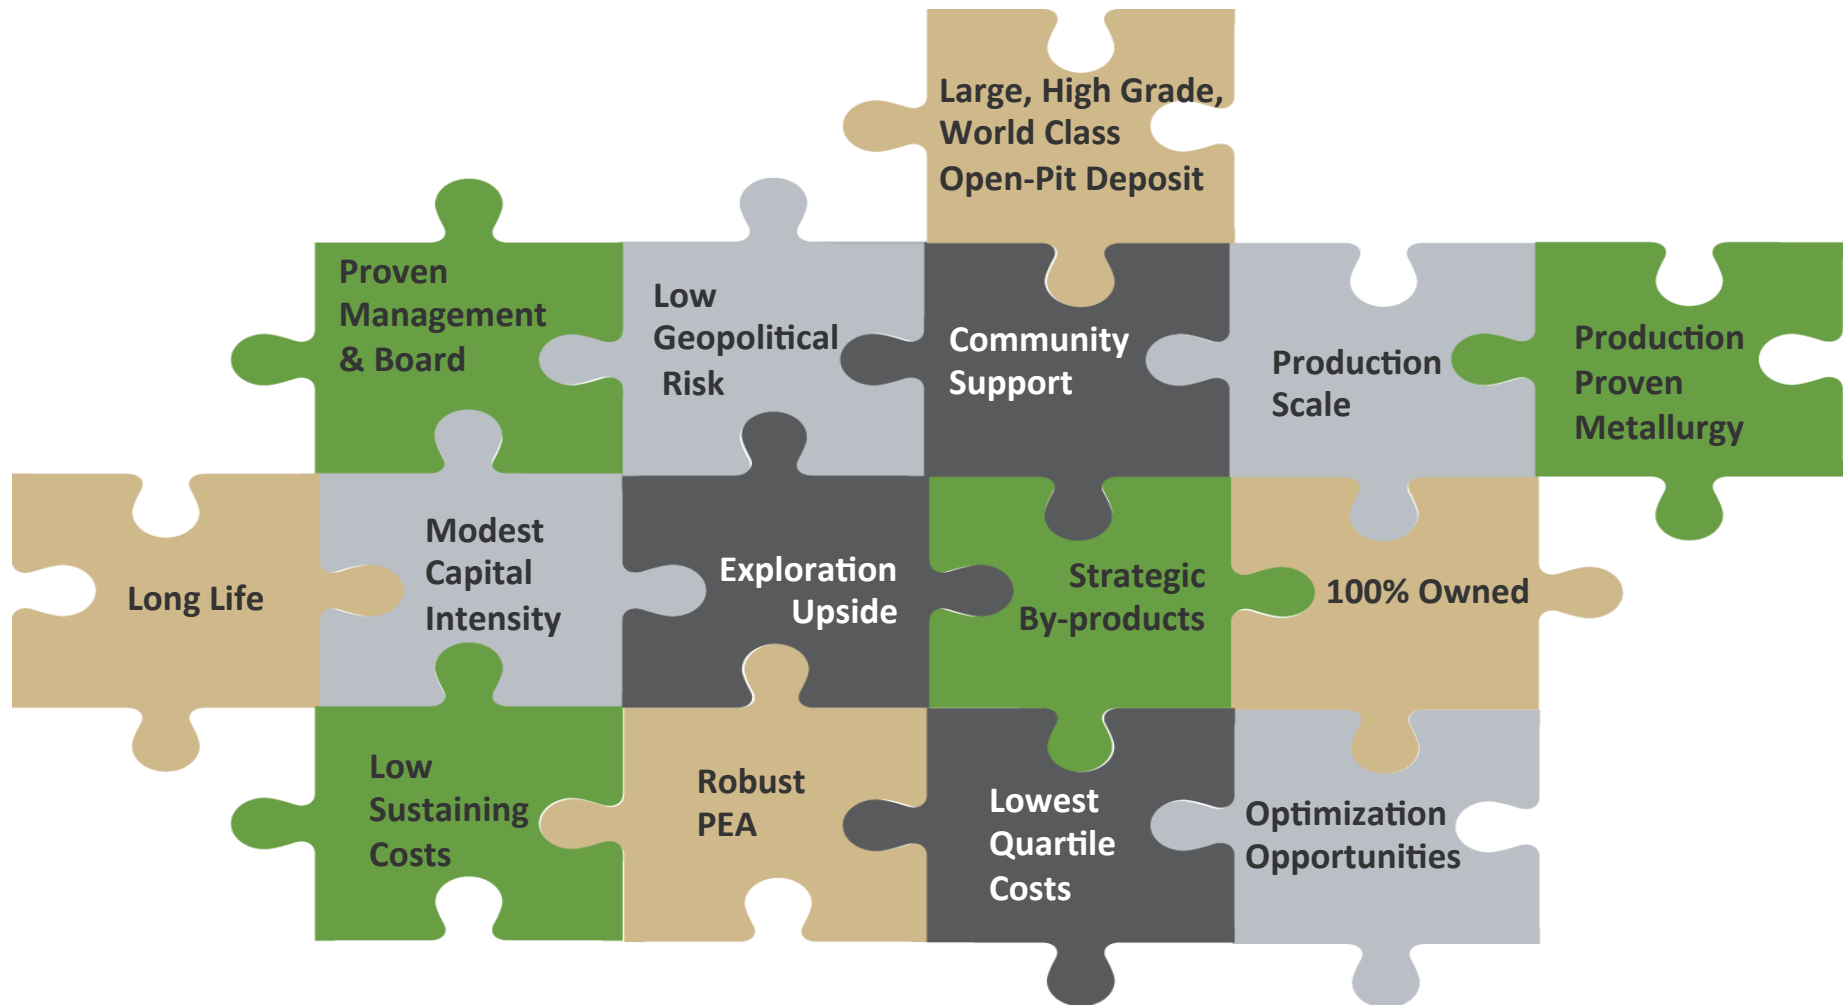 Large, High Grade,
World Class
Open-Pit Deposit
Proven
Management
& Board
Low
Geopolitical
Risk
Community
Support
Production
Scale
Production
Proven
Metallurgy
Long Life
Modest
Capital
Intensity
Exploration
Upside
Strategic
By-products
100% Owned
Low
Sustaining
Costs
Robust
PEA
Lowest
Quartile
Costs
Optimization
Opportunities